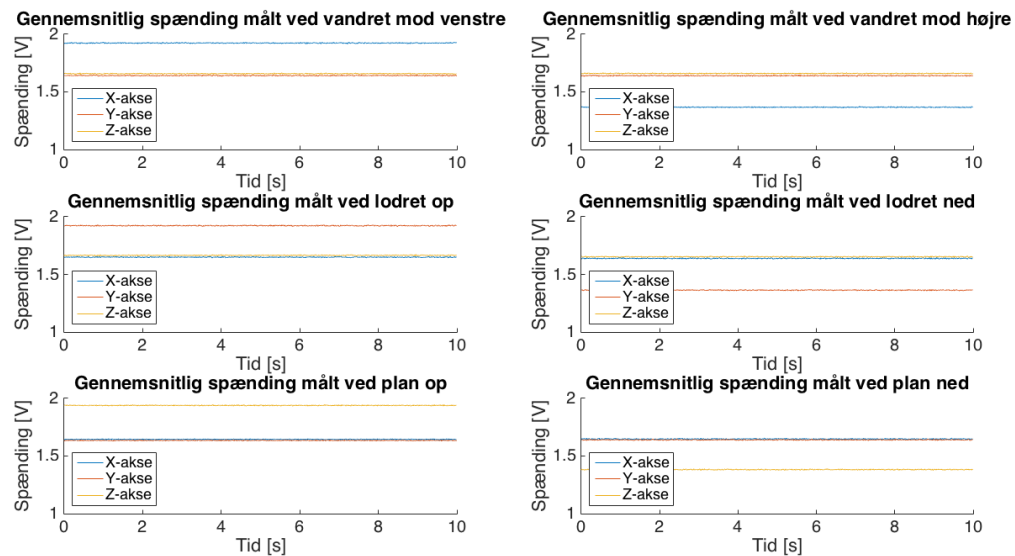 Gennemsnitlig spænding målt ved vandret mod venstre
Spænding [V]
2
1.5
1
X-akse
Y-akse
Z-akse
0 2 4 6 8 10
Tid [s]
Gennemsnitlig spænding målt ved vandret mod højre
Spænding [V]
2
1.5
1
X-akse
Y-akse
Z-akse
0 2 4 6 8 10
Tid [s]
Gennemsnitlig spænding målt ved lodret op
Spænding [V]
2
1.5
1
X-akse
Y-akse
Z-akse
0 2 4 6 8 10
Tid [s]
Gennemsnitlig spænding målt ved lodret ned
Spænding [V]
2
1.5
1
X-akse
Y-akse
Z-akse
0 2 4 6 8 10
Tid [s]
Gennemsnitlig spænding målt ved plan op
Spænding [V]
2
1.5
1
X-akse
Y-akse
Z-akse
0 2 4 6 8 10
Tid [s]
Gennemsnitlig spænding målt ved plan ned
Spænding [V]
2
1.5
1
X-akse
Y-akse
Z-akse
0 2 4 6 8 10
Tid [s]